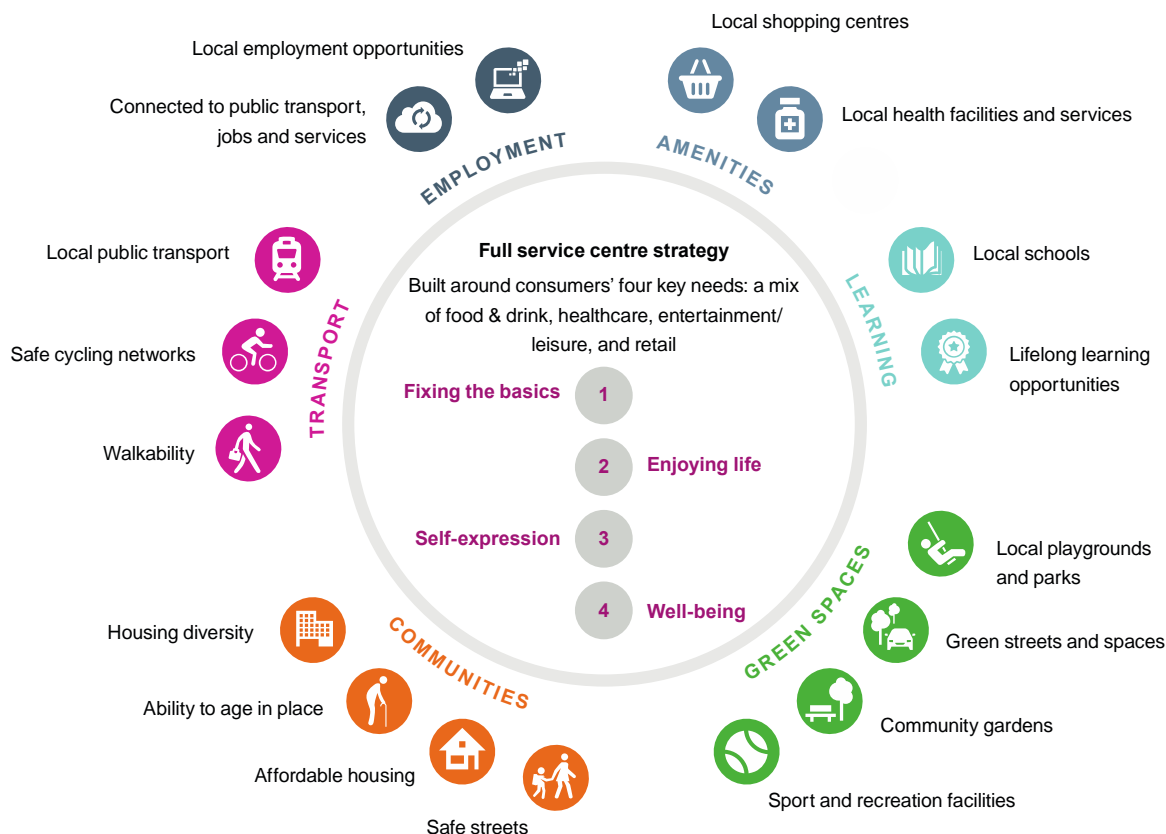 Local employment opportunities
Connected to public transport,
jobs and services
EMPLOYMENT
Local shopping centres
Local health facilities and services
AMENITIES
Local public transport
Safe cycling networks
Walkability
TRANSPORT
Full service centre strategy
Built around consumers’ four key needs: a mix
of food & drink, healthcare, entertainment/
leisure, and retail
Fixing the basics
1
2
Enjoying life
Self-expression
3
4
Well-being
Local schools
Lifelong learning
opportunities
LEARNING
Housing diversity
Ability to age in place
Affordable housing
Safe streets
COMMUNITIES
Local playgrounds
and parks
Green streets and spaces
Community gardens
Sport and recreation facilities
GREEN SPACES